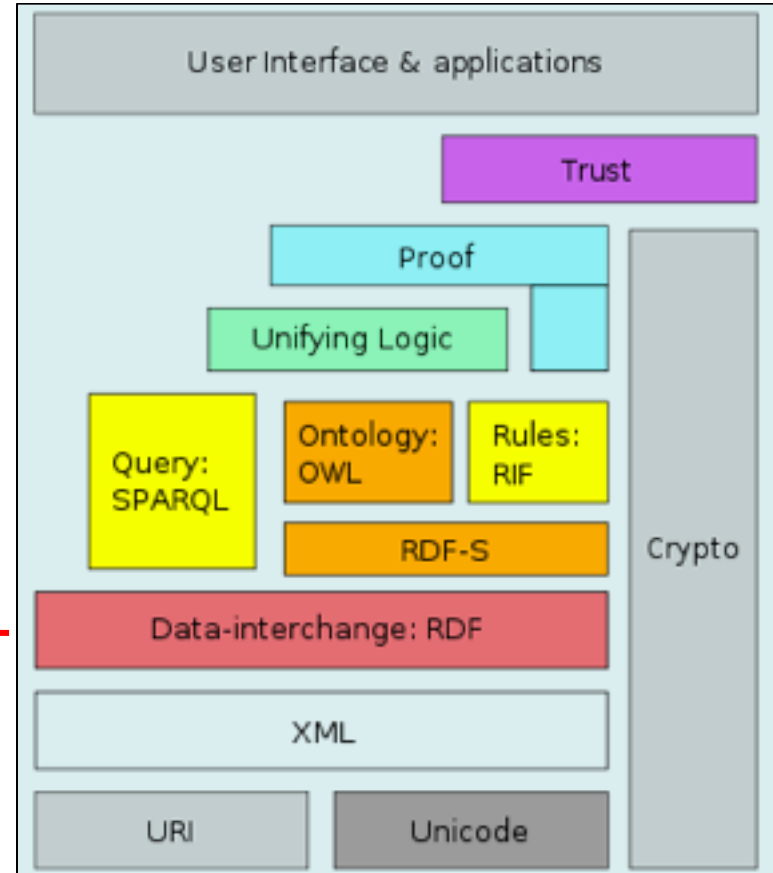 User Interface & applications
Trust
Proof
Unifying Logic
Query:
SPARQL
Ontology:
OWL
Rules:
RIF
RDF-S
Crypto
Data-interchange: RDF
XML
URI
Unicode